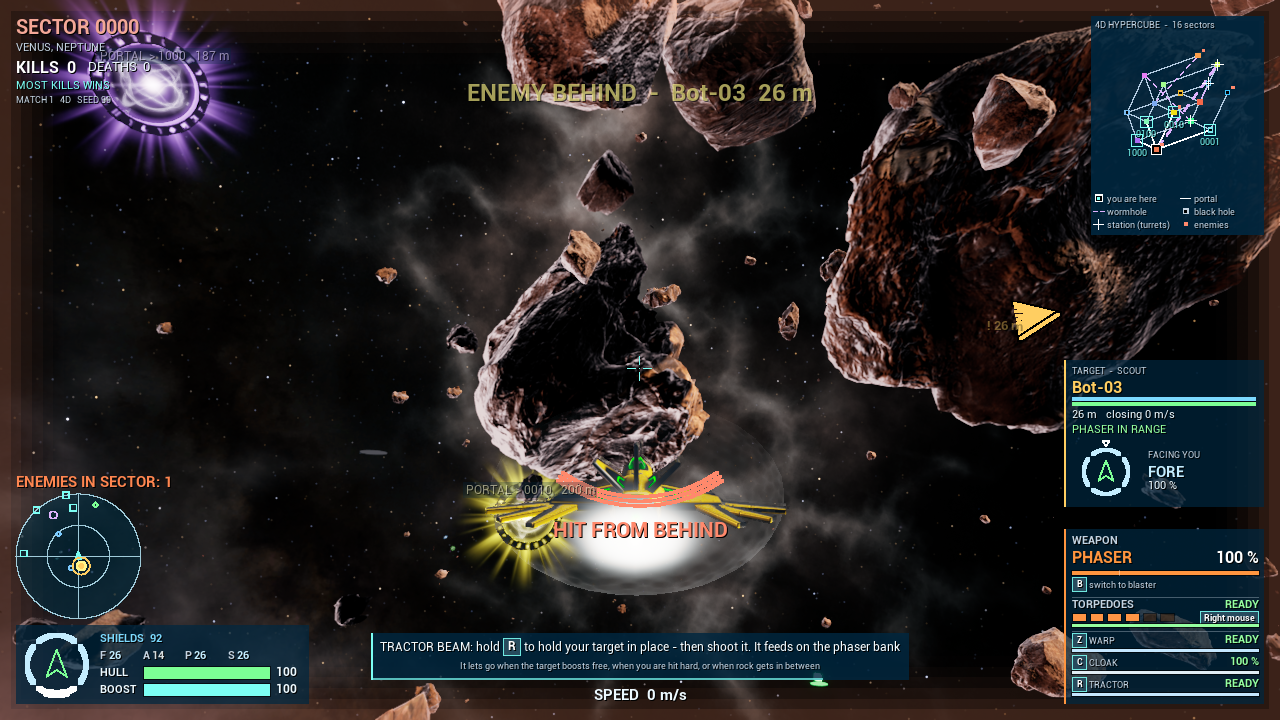 SECTOR 0000
VENUS, NEPTUNE
PORTAL > 1000 187 m
KILLS 0 DEATHS 0
MOST KILLS WINS
MATCH 1 4D SEED 99
ENEMY BEHIND - Bot-03 26 m
4D HYPERCUBE - 16 sectors
0001
1000
you are here
portal
wormhole
black hole
station (turrets)
enemies
! 26 m
TARGET - SCOUT
Bot-03
26 m closing 0 m/s
PHASER IN RANGE
FACING YOU
FORE
100 %
ENEMIES IN SECTOR: 1
PORTAL > 0010 200 m
HIT FROM BEHIND
WEAPON
PHASER 100 %
B switch to blaster
TORPEDOES READY
Right mouse
Z WARP READY
C CLOAK 100 %
R TRACTOR READY
SHIELDS 92
F 26 A 14 P 26 S 26
HULL 100
BOOST 100
TRACTOR BEAM: hold R to hold your target in place - then shoot it. It feeds on the phaser bank
It lets go when the target boosts free, when you are hit hard, or when rock gets in between
SPEED 0 m/s